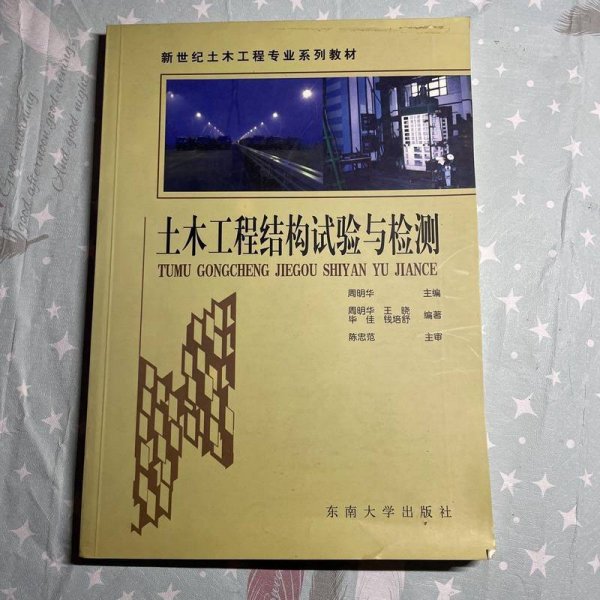 新世纪土木工程专业系列教材
土木工程结构试验与检测
TUMU GONGCHENG JIEGOU SHIYAN YU JIANCE
周明华 主编
周明华 王 晓
毕 佳 钱培舒 编著
陈忠范 主审
东南大学出版社